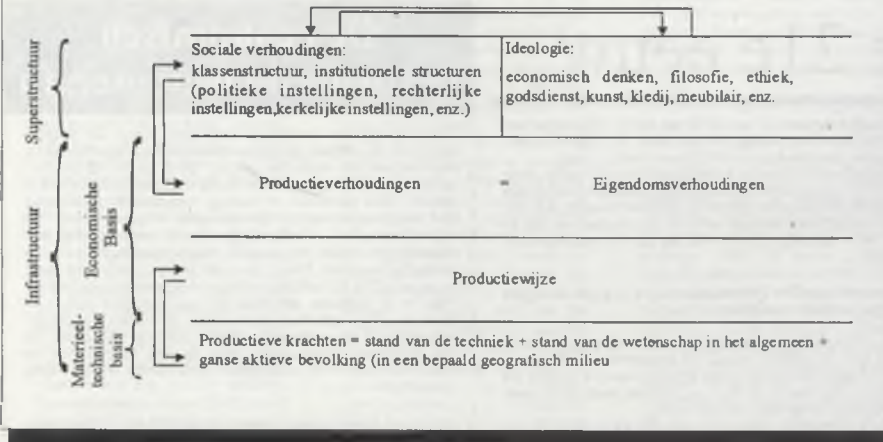 Sociale verhoudingen:
klassenstructuur, institutionele structuren
(politieke instellingen, rechterlijke
instellingen,kerkelijke instellingen, enz.)
Ideologie:
economisch denken, filosofie, ethiek,
godsdienst, kunst, kledij, meubilair, enz.
Superstructuur
Productieverhoudingen = Eigendomsverhoudingen
Infrastructuur
Economische
Basis
Productiewijze
Materieel-
technische
basis
Productieve krachten = stand van de techniek + stand van de wetenschap in het algemeen +
ganse aktieve bevolking (in een bepaald geografisch milieu